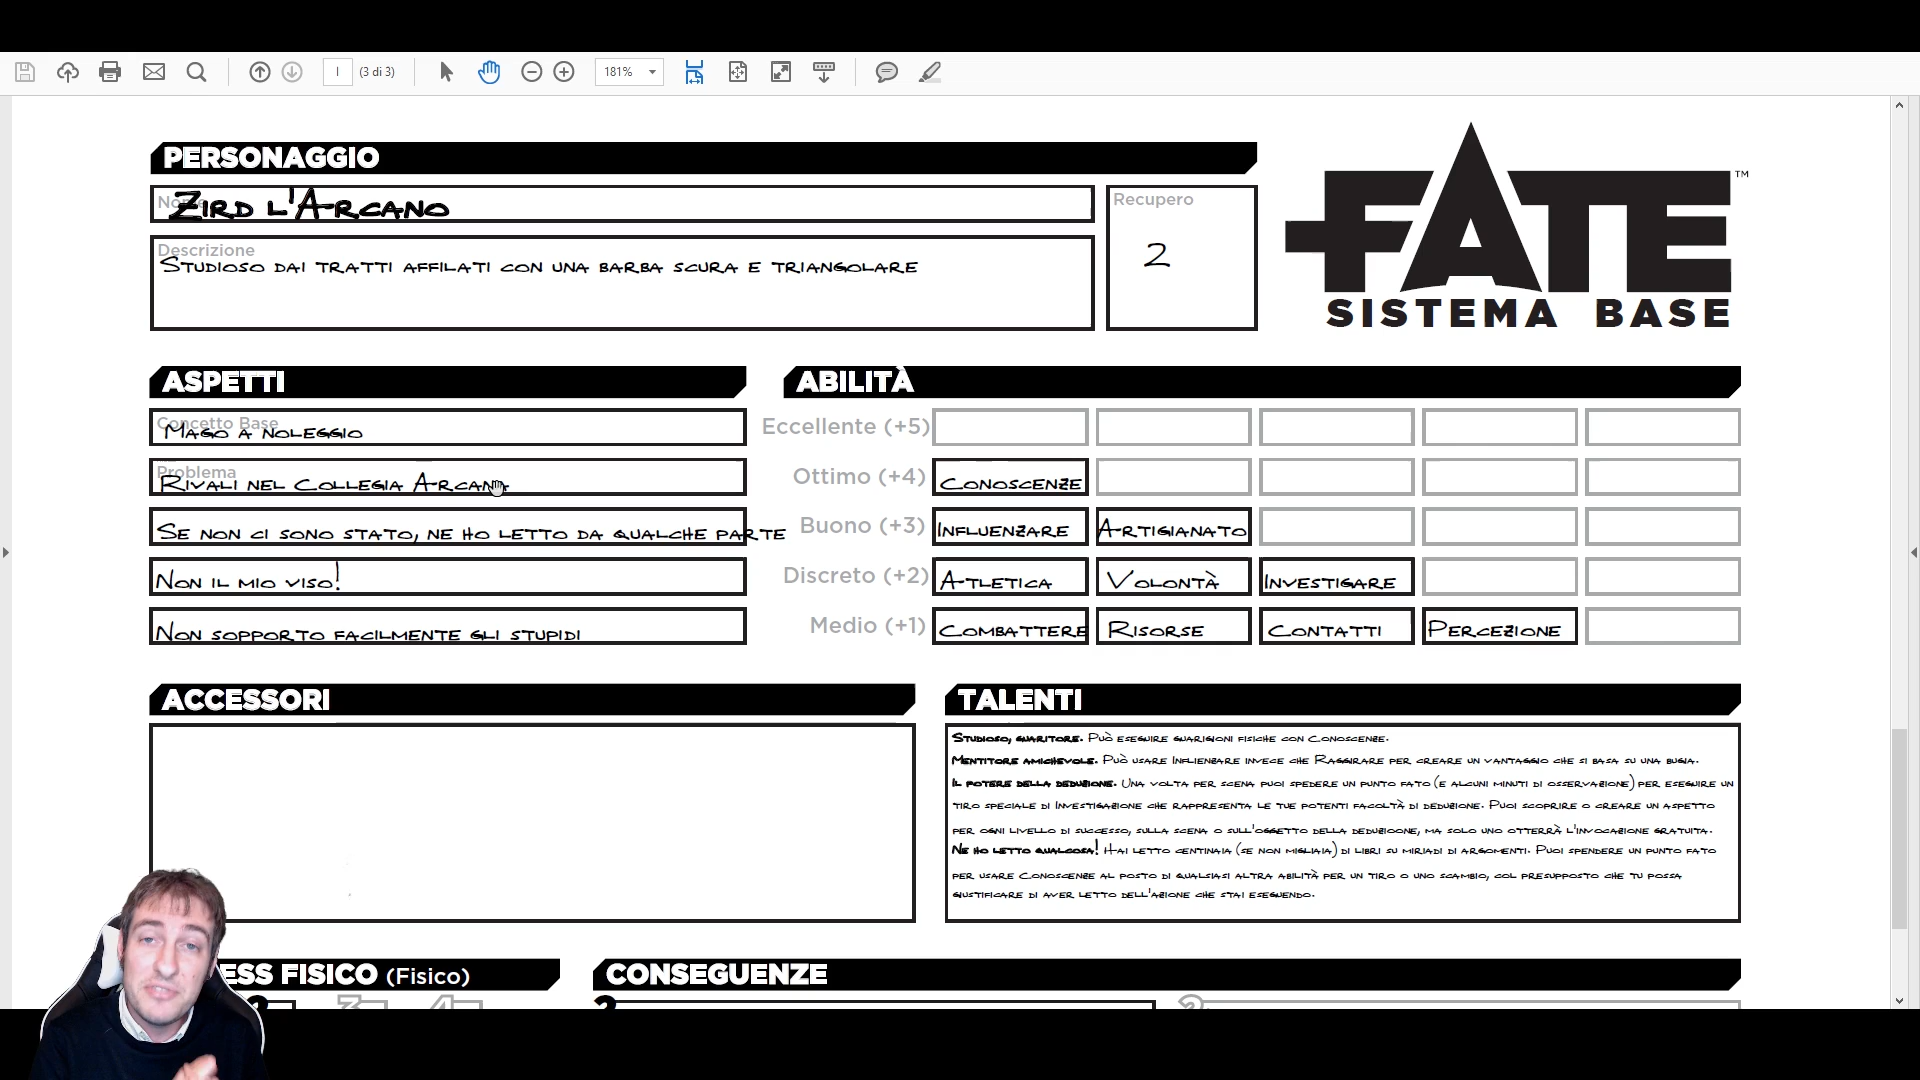 1 (3 di 3) 181%
PERSONAGGIO
Nome
Zird l'Arcano
Recupero
2
Descrizione
Studioso dai tratti affilati con una barba scura e triangolare
FATE™
SISTEMA BASE
ASPETTI
Concetto Base
Mago a noleggio
Problema
Rivali nel Collegia Arcana
Se non ci sono stato, ne ho letto da qualche parte
Non il mio viso!
Non sopporto facilmente gli stupidi
ABILITÀ
Eccellente (+5)
Ottimo (+4) Conoscenze
Buono (+3) Influenzare Artigianato
Discreto (+2) Atletica Volontà Investigare
Medio (+1) Combattere Risorse Contatti Percezione
ACCESSORI
TALENTI
Studioso, guaritore. Può eseguire guarigioni fisiche con Conoscenze.
Mentitore amichevole. Può usare Inflienzare invece che Raggirare per creare un vantaggio che si basa su una bugia.
Il potere della deduzione. Una volta per scena puoi spedere un punto fato (e alcuni minuti di osservazione) per eseguire un
tiro speciale di Investigazione che rappresenta le tue potenti facoltà di deduzione. Puoi scoprire o creare un aspetto
per ogni livello di successo, sulla scena o sull'oggetto della deduzioone, ma solo uno otterrà l'invocazione gratuita.
Ne ho letto qualcosa! Hai letto centinaia (se non migliaia) di libri su miriadi di argomenti. Puoi spendere un punto fato
per usare Conoscenze al posto di qualsiasi altra abilità per un tiro o uno scambio, col presupposto che tu possa
giustificare di aver letto dell'azione che stai eseguendo.
ESS FISICO (Fisico)
2 3 4
CONSEGUENZE
2 2